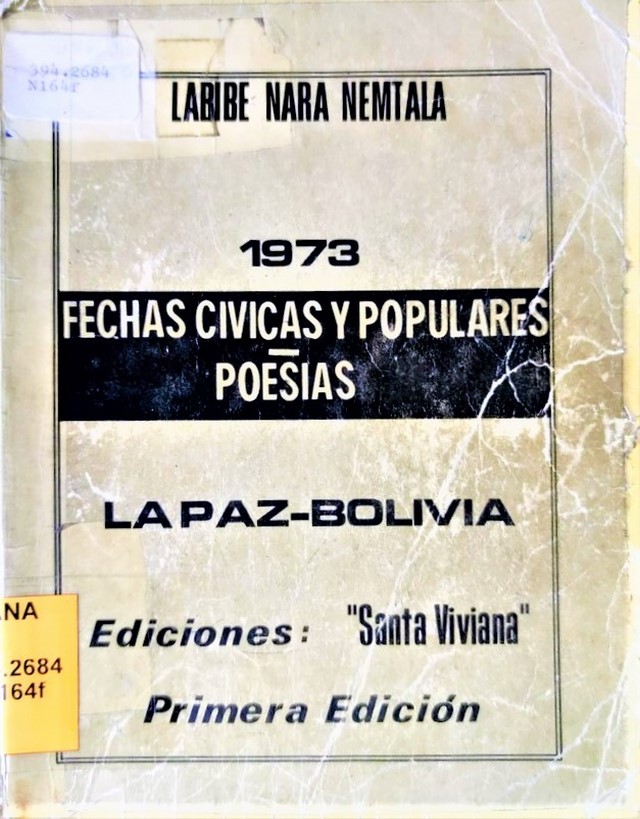 394.2684
N164f
LABIBE NARA NEMTALA
1973
FECHAS CIVICAS Y POPULARES
—
POESIAS
LA PAZ-BOLIVIA
Ediciones: "Santa Viviana"
Primera Edición
NA
.2684
164f